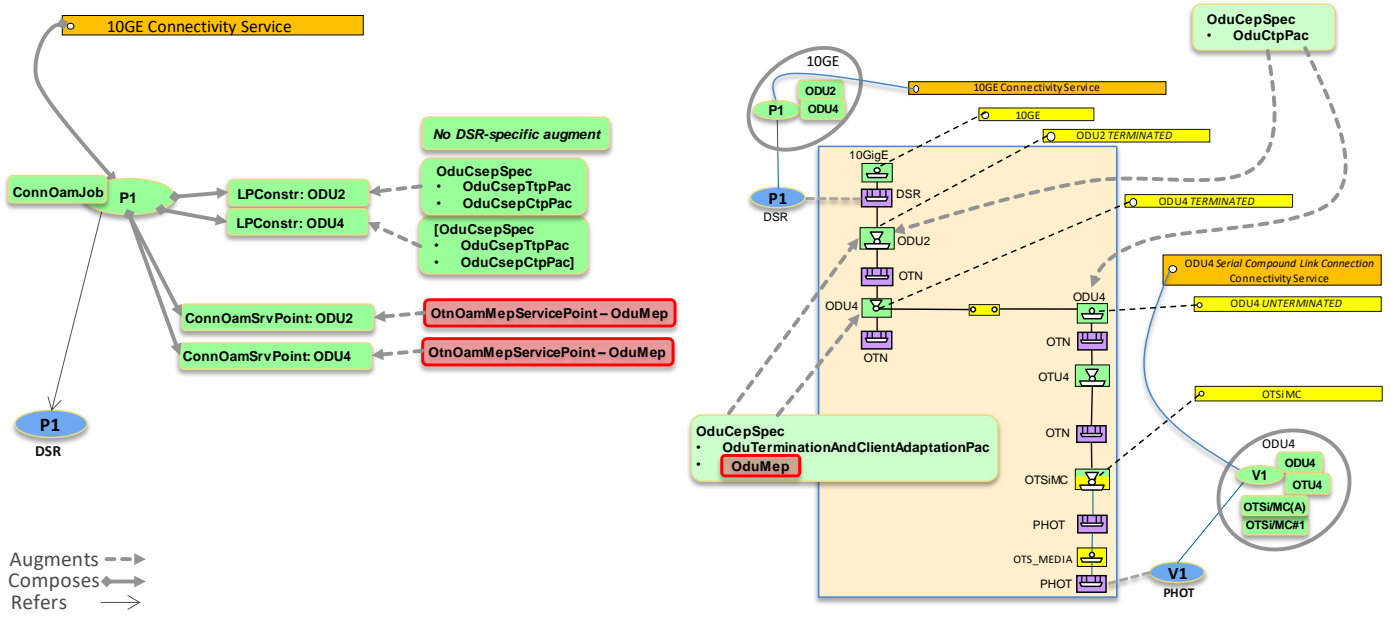 10GE Connectivity Service
ConnOamJob
P1
LPConstr: ODU2
LPConstr: ODU4
No DSR-specific augment
OduCsepSpec
• OduCsepTtpPac
• OduCsepCtpPac
[OduCsepSpec
• OduCsepTtpPac
• OduCsepCtpPac]
ConnOamSrvPoint: ODU2
OtnOamMepServicePoint – OduMep
ConnOamSrvPoint: ODU4
OtnOamMepServicePoint – OduMep
P1
DSR
Augments
Composes
Refers
OduCepSpec
• OduCtpPac
10GE
ODU2
P1
ODU4
10GE Connectivity Service
10GE
ODU2 TERMINATED
10GigE
DSR
P1
DSR
ODU4 TERMINATED
ODU2
OTN
ODU4 Serial Compound Link Connection
Connectivity Service
ODU4
ODU4
ODU4 UNTERMINATED
OTN
OTN
OTU4
OTSiMC
OduCepSpec
• OduTerminationAndClientAdaptationPac
• OduMep
OTN
OTSiMC
ODU4
ODU4
V1
OTU4
OTSi/MC(A)
OTSi/MC#1
PHOT
OTS_MEDIA
PHOT
V1
PHOT